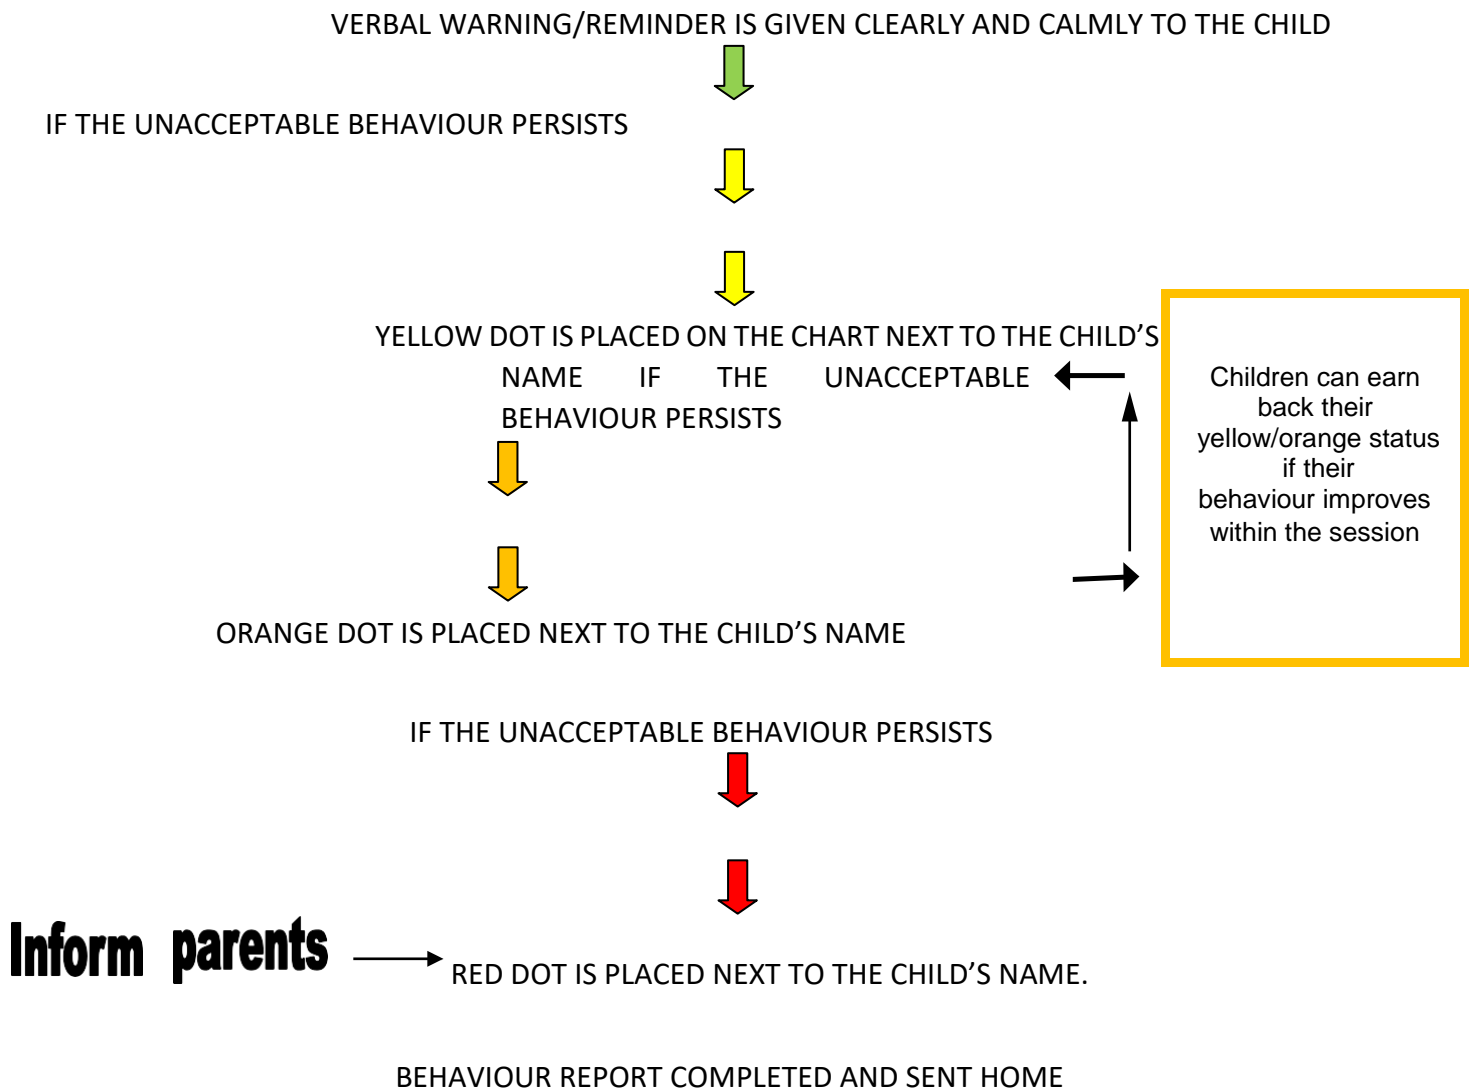 VERBAL WARNING/REMINDER IS GIVEN CLEARLY AND CALMLY TO THE CHILD
IF THE UNACCEPTABLE BEHAVIOUR PERSISTS
YELLOW DOT IS PLACED ON THE CHART NEXT TO THE CHILD’S
NAME IF THE UNACCEPTABLE
BEHAVIOUR PERSISTS
Children can earn
back their
yellow/orange status
if their
behaviour improves
within the session
ORANGE DOT IS PLACED NEXT TO THE CHILD’S NAME
IF THE UNACCEPTABLE BEHAVIOUR PERSISTS
Inform parents
RED DOT IS PLACED NEXT TO THE CHILD’S NAME.
BEHAVIOUR REPORT COMPLETED AND SENT HOME